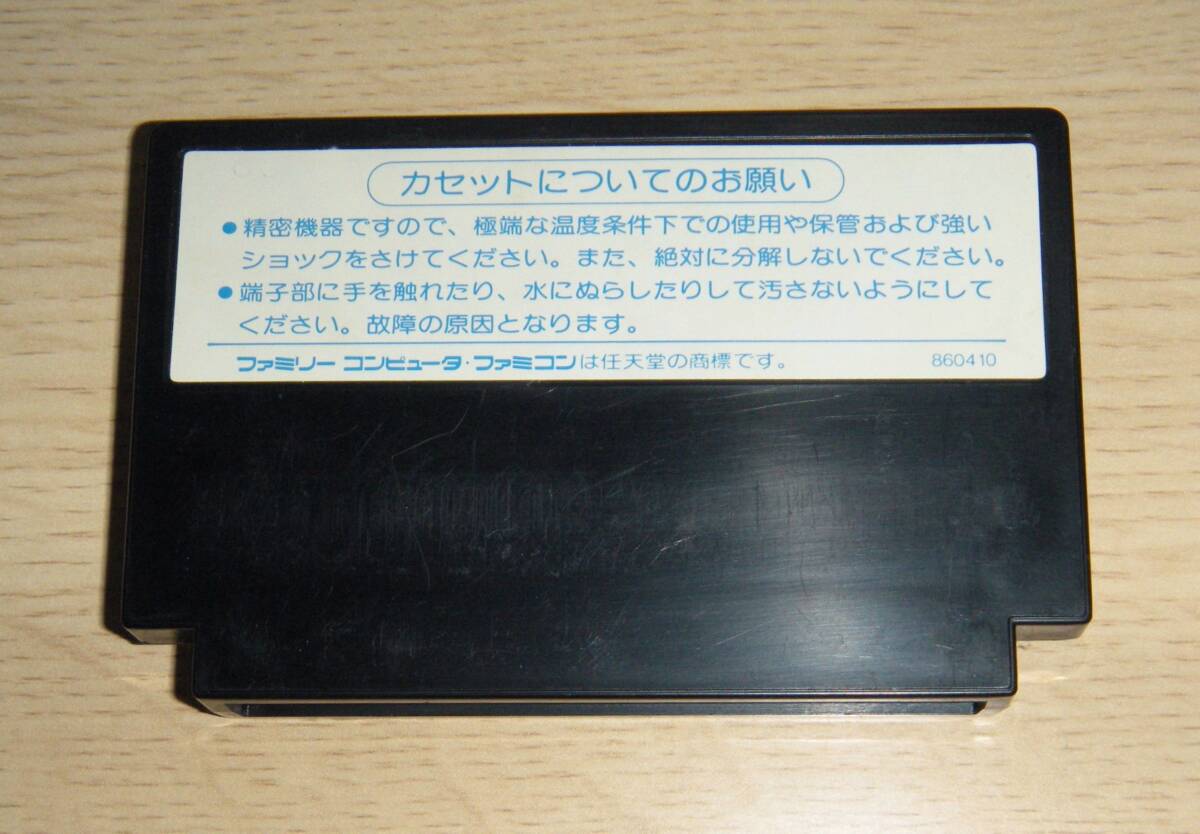 カセットについてのお願い
●精密機器ですので、極端な温度条件下での使用や保管および強い
ショックをさけてください。また、絶対に分解しないでください。
●端子部に手を触れたり、水にぬらしたりして汚さないようにして
ください。故障の原因となります。
ファミリー コンピュータ・ファミコンは任天堂の商標です。 860410